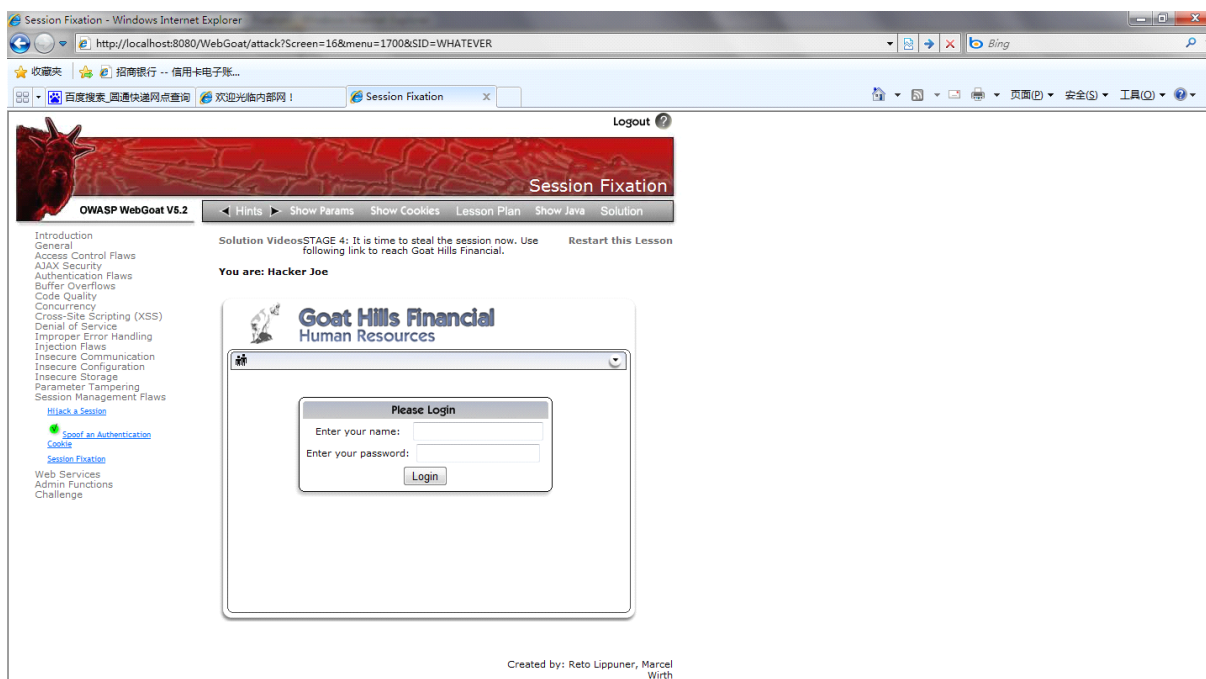 Session Fixation - Windows Internet Explorer
http://localhost:8080/WebGoat/attack?Screen=16&menu=1700&SID=WHATEVER
Bing
收藏夹 招商银行 -- 信用卡电子账...
百度搜索_圆通快递网点查询 欢迎光临内部网！ Session Fixation X
页面(P) 安全(S) 工具(O)
Logout ?
Session Fixation
OWASP WebGoat V5.2
Hints Show Params Show Cookies Lesson Plan Show Java Solution
Introduction
General
Access Control Flaws
AJAX Security
Authentication Flaws
Buffer Overflows
Code Quality
Concurrency
Cross-Site Scripting (XSS)
Denial of Service
Improper Error Handling
Injection Flaws
Insecure Communication
Insecure Configuration
Insecure Storage
Parameter Tampering
Session Management Flaws
Hijack a Session
Spoof an Authentication
Cookie
Session Fixation
Web Services
Admin Functions
Challenge
Solution Videos STAGE 4: It is time to steal the session now. Use Restart this Lesson
following link to reach Goat Hills Financial.
You are: Hacker Joe
Goat Hills Financial
Human Resources
Please Login
Enter your name:
Enter your password:
Login
Created by: Reto Lippuner, Marcel
Wirth